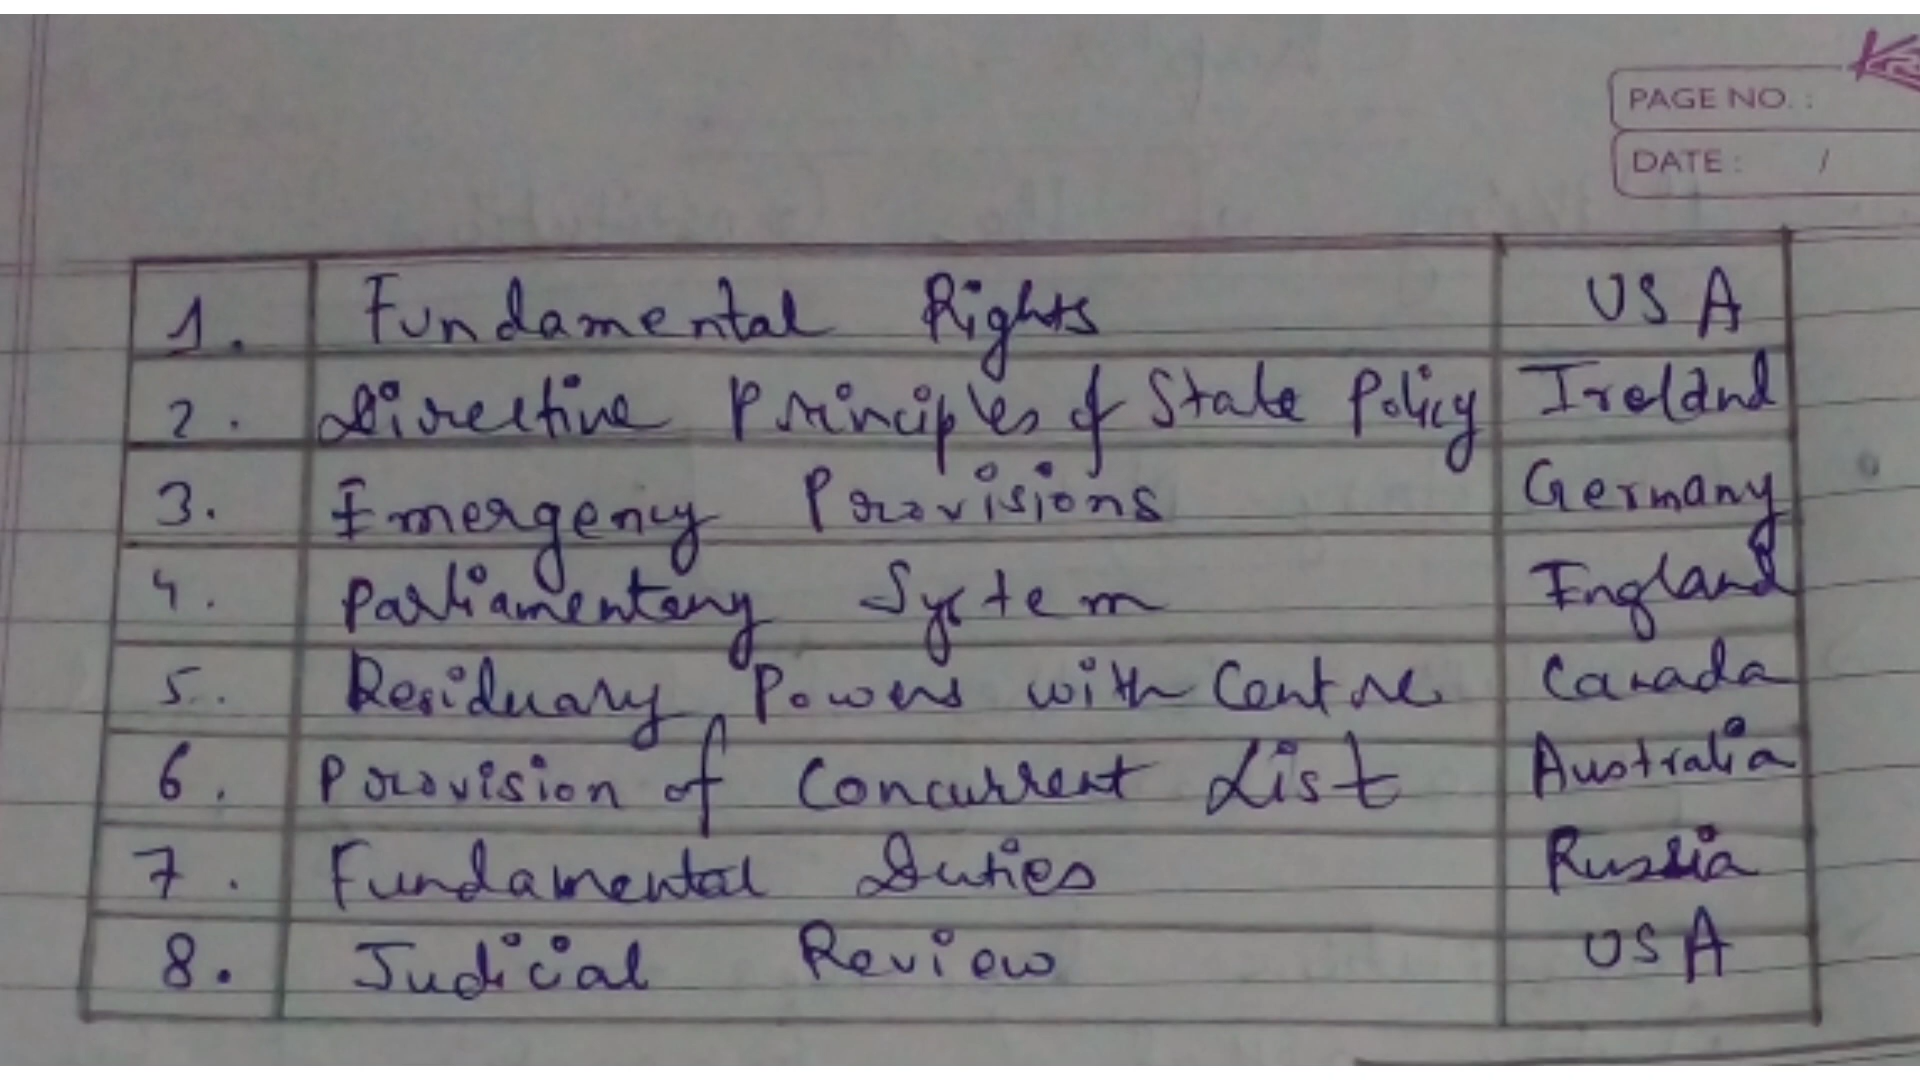 PAGE NO. :
DATE : /
1. Fundamental Rights USA
2. Directive Principles of State Policy Ireland
3. Emergency Provisions Germany
4. Parliamentary System England
5. Residuary Powers with Centre Canada
6. Provision of Concurrent List Australia
7. Fundamental Duties Russia
8. Judicial Review USA